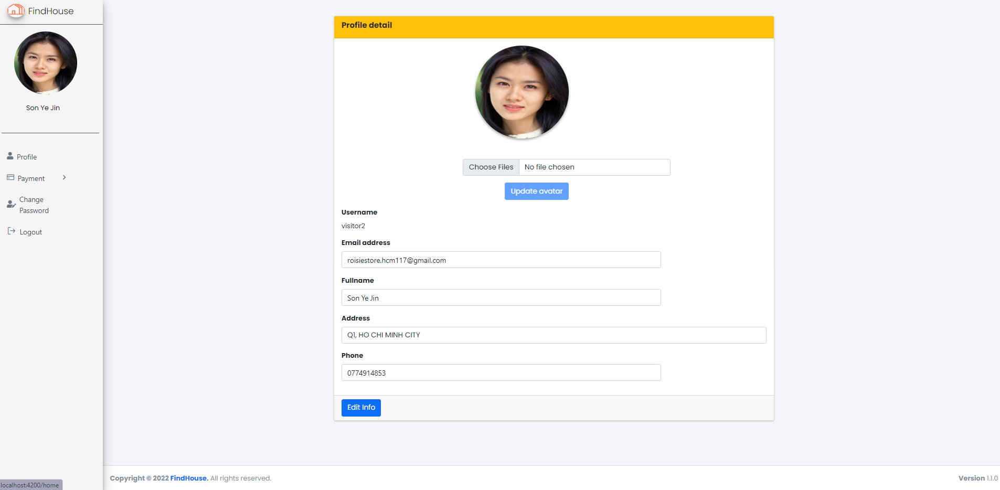 FindHouse
Son Ye Jin
Profile
Payment
Change
Password
Logout
Profile detail
Choose Files No file chosen
Update avatar
Username
visitor2
Email address
roisiestore.hcm117@gmail.com
Fullname
Son Ye Jin
Address
Q1, HO CHI MINH CITY
Phone
0774914853
Edit Info
Copyright © 2022 FindHouse. All rights reserved.
Version 1.1.0
localhost:4200/home